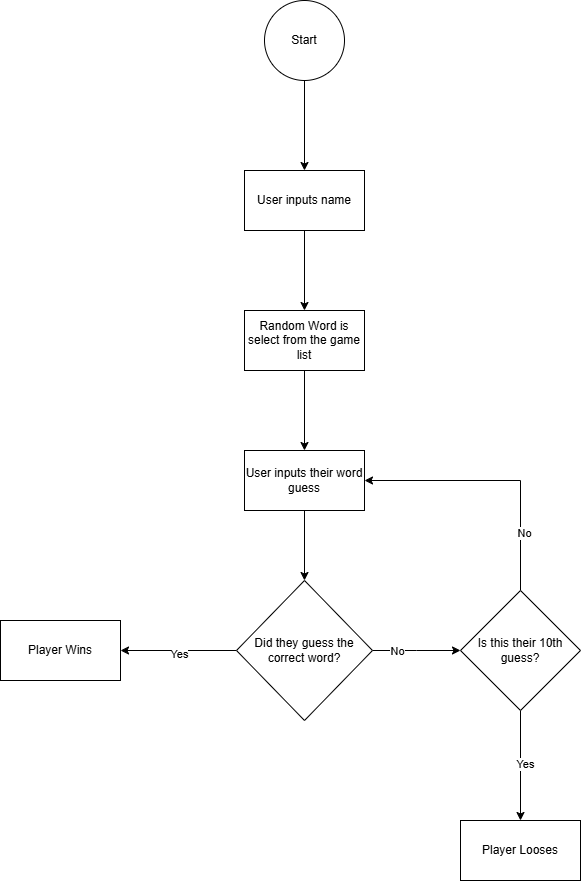 Start
User inputs name
Random Word is
select from the game
list
User inputs their word
guess
No
Did they guess the
correct word?
Is this their 10th
guess?
Player Wins
Yes
No
Yes
Player Looses